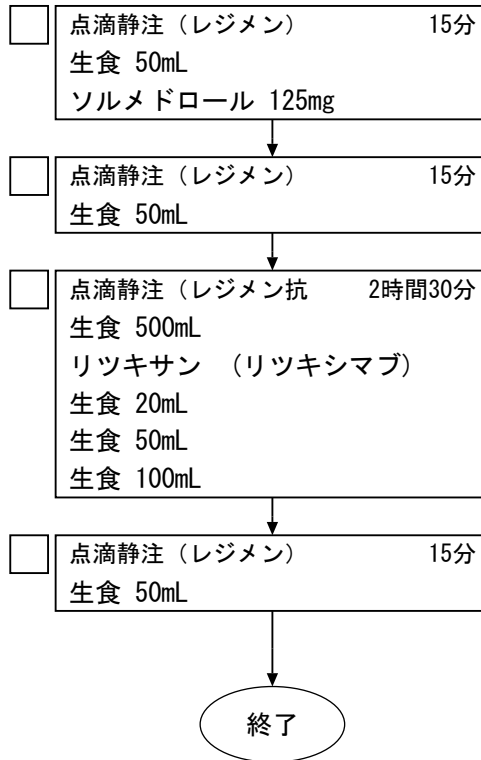 点滴静注（レジメン） 15分
生食 50mL
ソルメドロール 125mg
点滴静注（レジメン） 15分
生食 50mL
点滴静注（レジメン抗 2時間30分
生食 500mL
リツキサン （リツキシマブ）
生食 20mL
生食 50mL
生食 100mL
点滴静注（レジメン） 15分
生食 50mL
終了